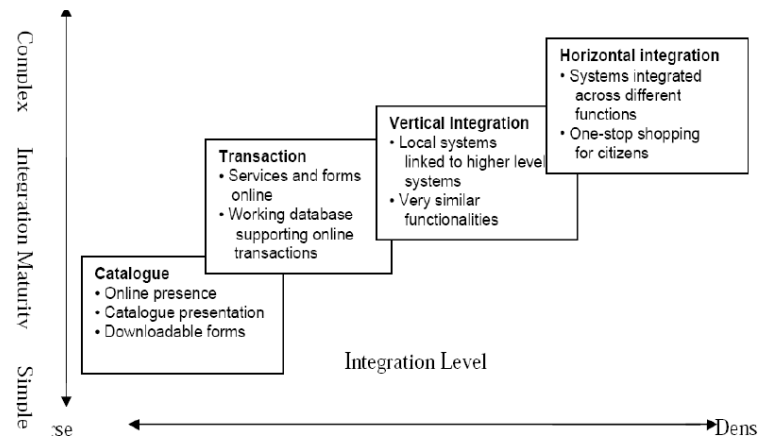 Complex
Integration Maturity
Simple
Horizontal integration
• Systems integrated
across different
functions
• One-stop shopping
for citizens
Vertical Integration
• Local systems
linked to higher level
systems
• Very similar
functionalities
Transaction
• Services and forms
online
• Working database
supporting online
transactions
Catalogue
• Online presence
• Catalogue presentation
• Downloadable forms
Integration Level
Dens